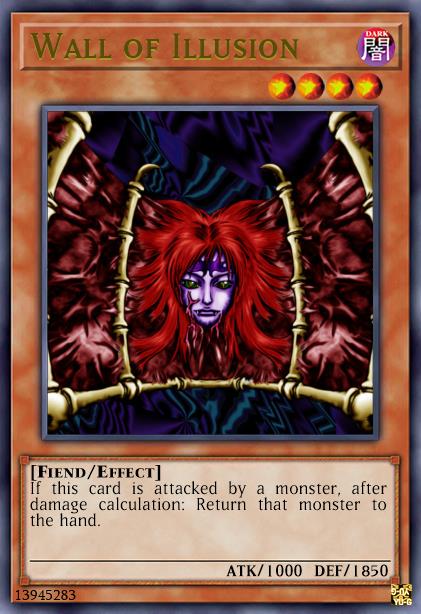 WALL OF ILLUSION
DARK
闇
[FIEND/EFFECT]
If this card is attacked by a monster, after
damage calculation: Return that monster to
the hand.
ATK/1000 DEF/1850
13945283